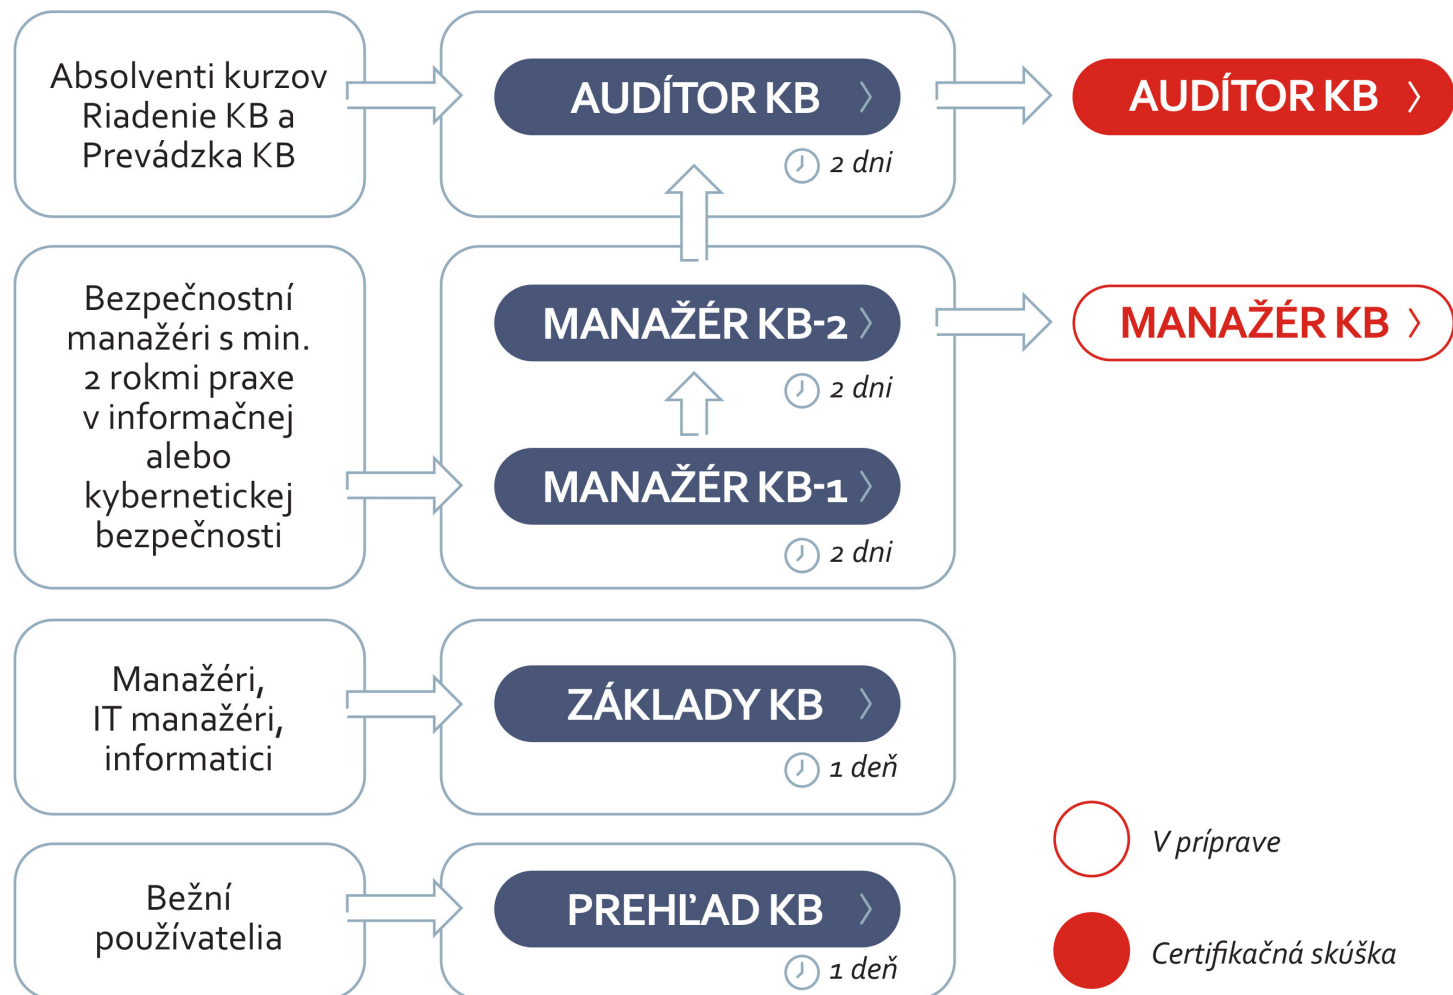 Absolventi kurzov
Riadenie KB a
Prevádzka KB
AUDÍTOR KB
2 dni
AUDÍTOR KB
Bezpečnostní
manažéri s min.
2 rokmi praxe
v informačnej
alebo
kybernetickej
bezpečnosti
MANAŽÉR KB-2
2 dni
MANAŽÉR KB-1
2 dni
MANAŽÉR KB
Manažéri,
IT manažéri,
informatici
ZÁKLADY KB
1 deň
Bežní
používatelia
PREHĽAD KB
1 deň
V príprave
Certifikačná skúška